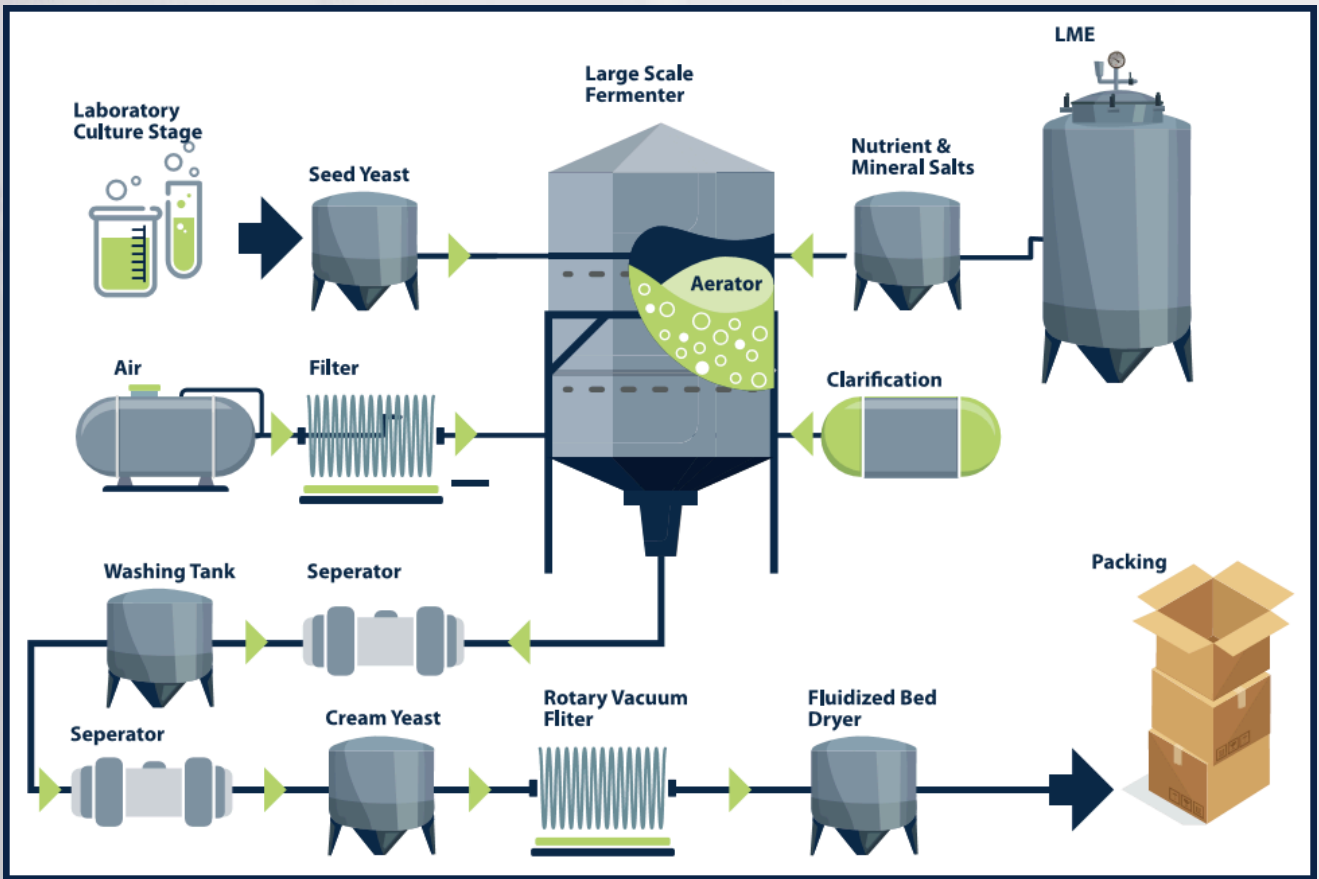 LME
Large Scale
Fermenter
Laboratory
Culture Stage
Nutrient &
Mineral Salts
Seed Yeast
Aerator
Air
Filter
Clarification
Washing Tank
Seperator
Packing
Rotary Vacuum
Fliter
Fluidized Bed
Dryer
Cream Yeast
Seperator